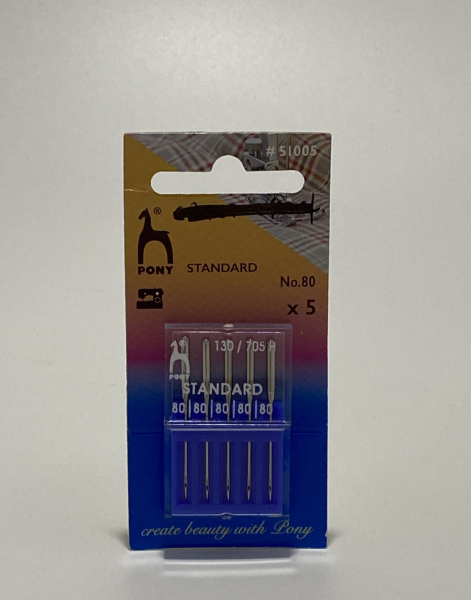 # 51005
®
PONY
STANDARD
No.80
x 5
130 / 705 H
PONY
STANDARD
80 | 80 | 80 | 80 | 80
create beauty with Pony